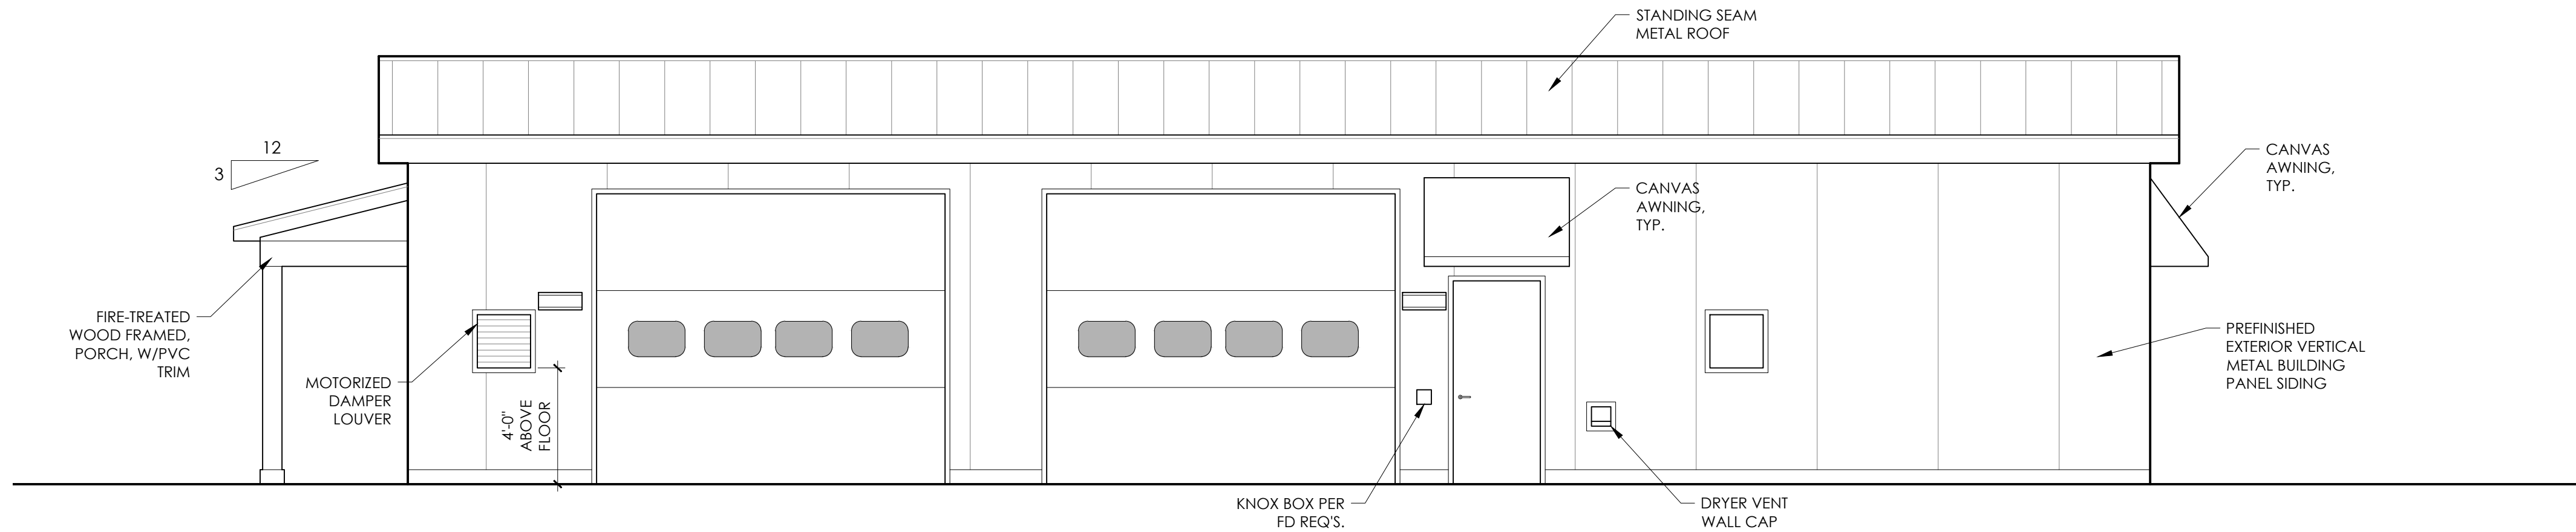 STANDING SEAM
METAL ROOF
12
3
CANVAS
AWNING,
TYP.
CANVAS
AWNING,
TYP.
FIRE-TREATED
WOOD FRAMED,
PORCH, W/PVC
TRIM
MOTORIZED
DAMPER
LOUVER
4'-0"
ABOVE
FLOOR
PREFINISHED
EXTERIOR VERTICAL
METAL BUILDING
PANEL SIDING
KNOX BOX PER
FD REQ'S.
DRYER VENT
WALL CAP